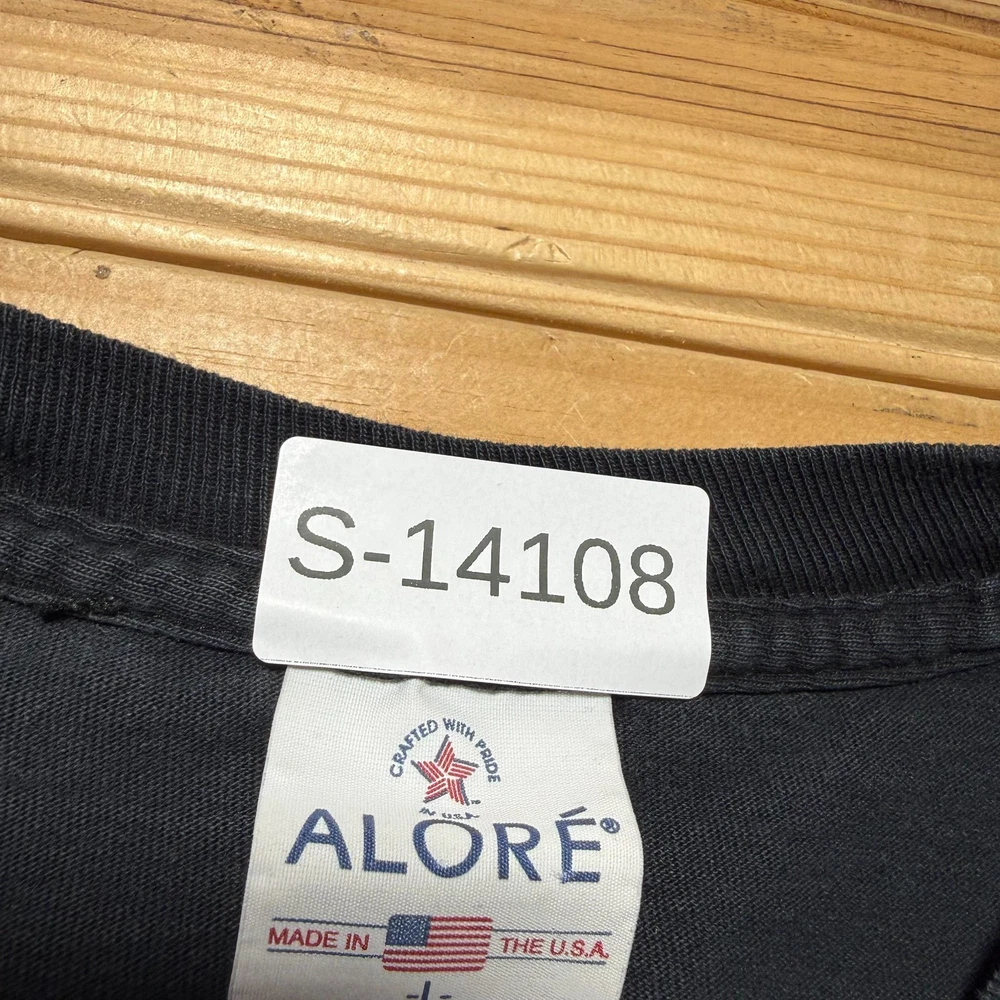 S-14108
CRAFTED WITH PRIDE
IN U.S.A.
ALORÉ®
MADE IN THE U.S.A.